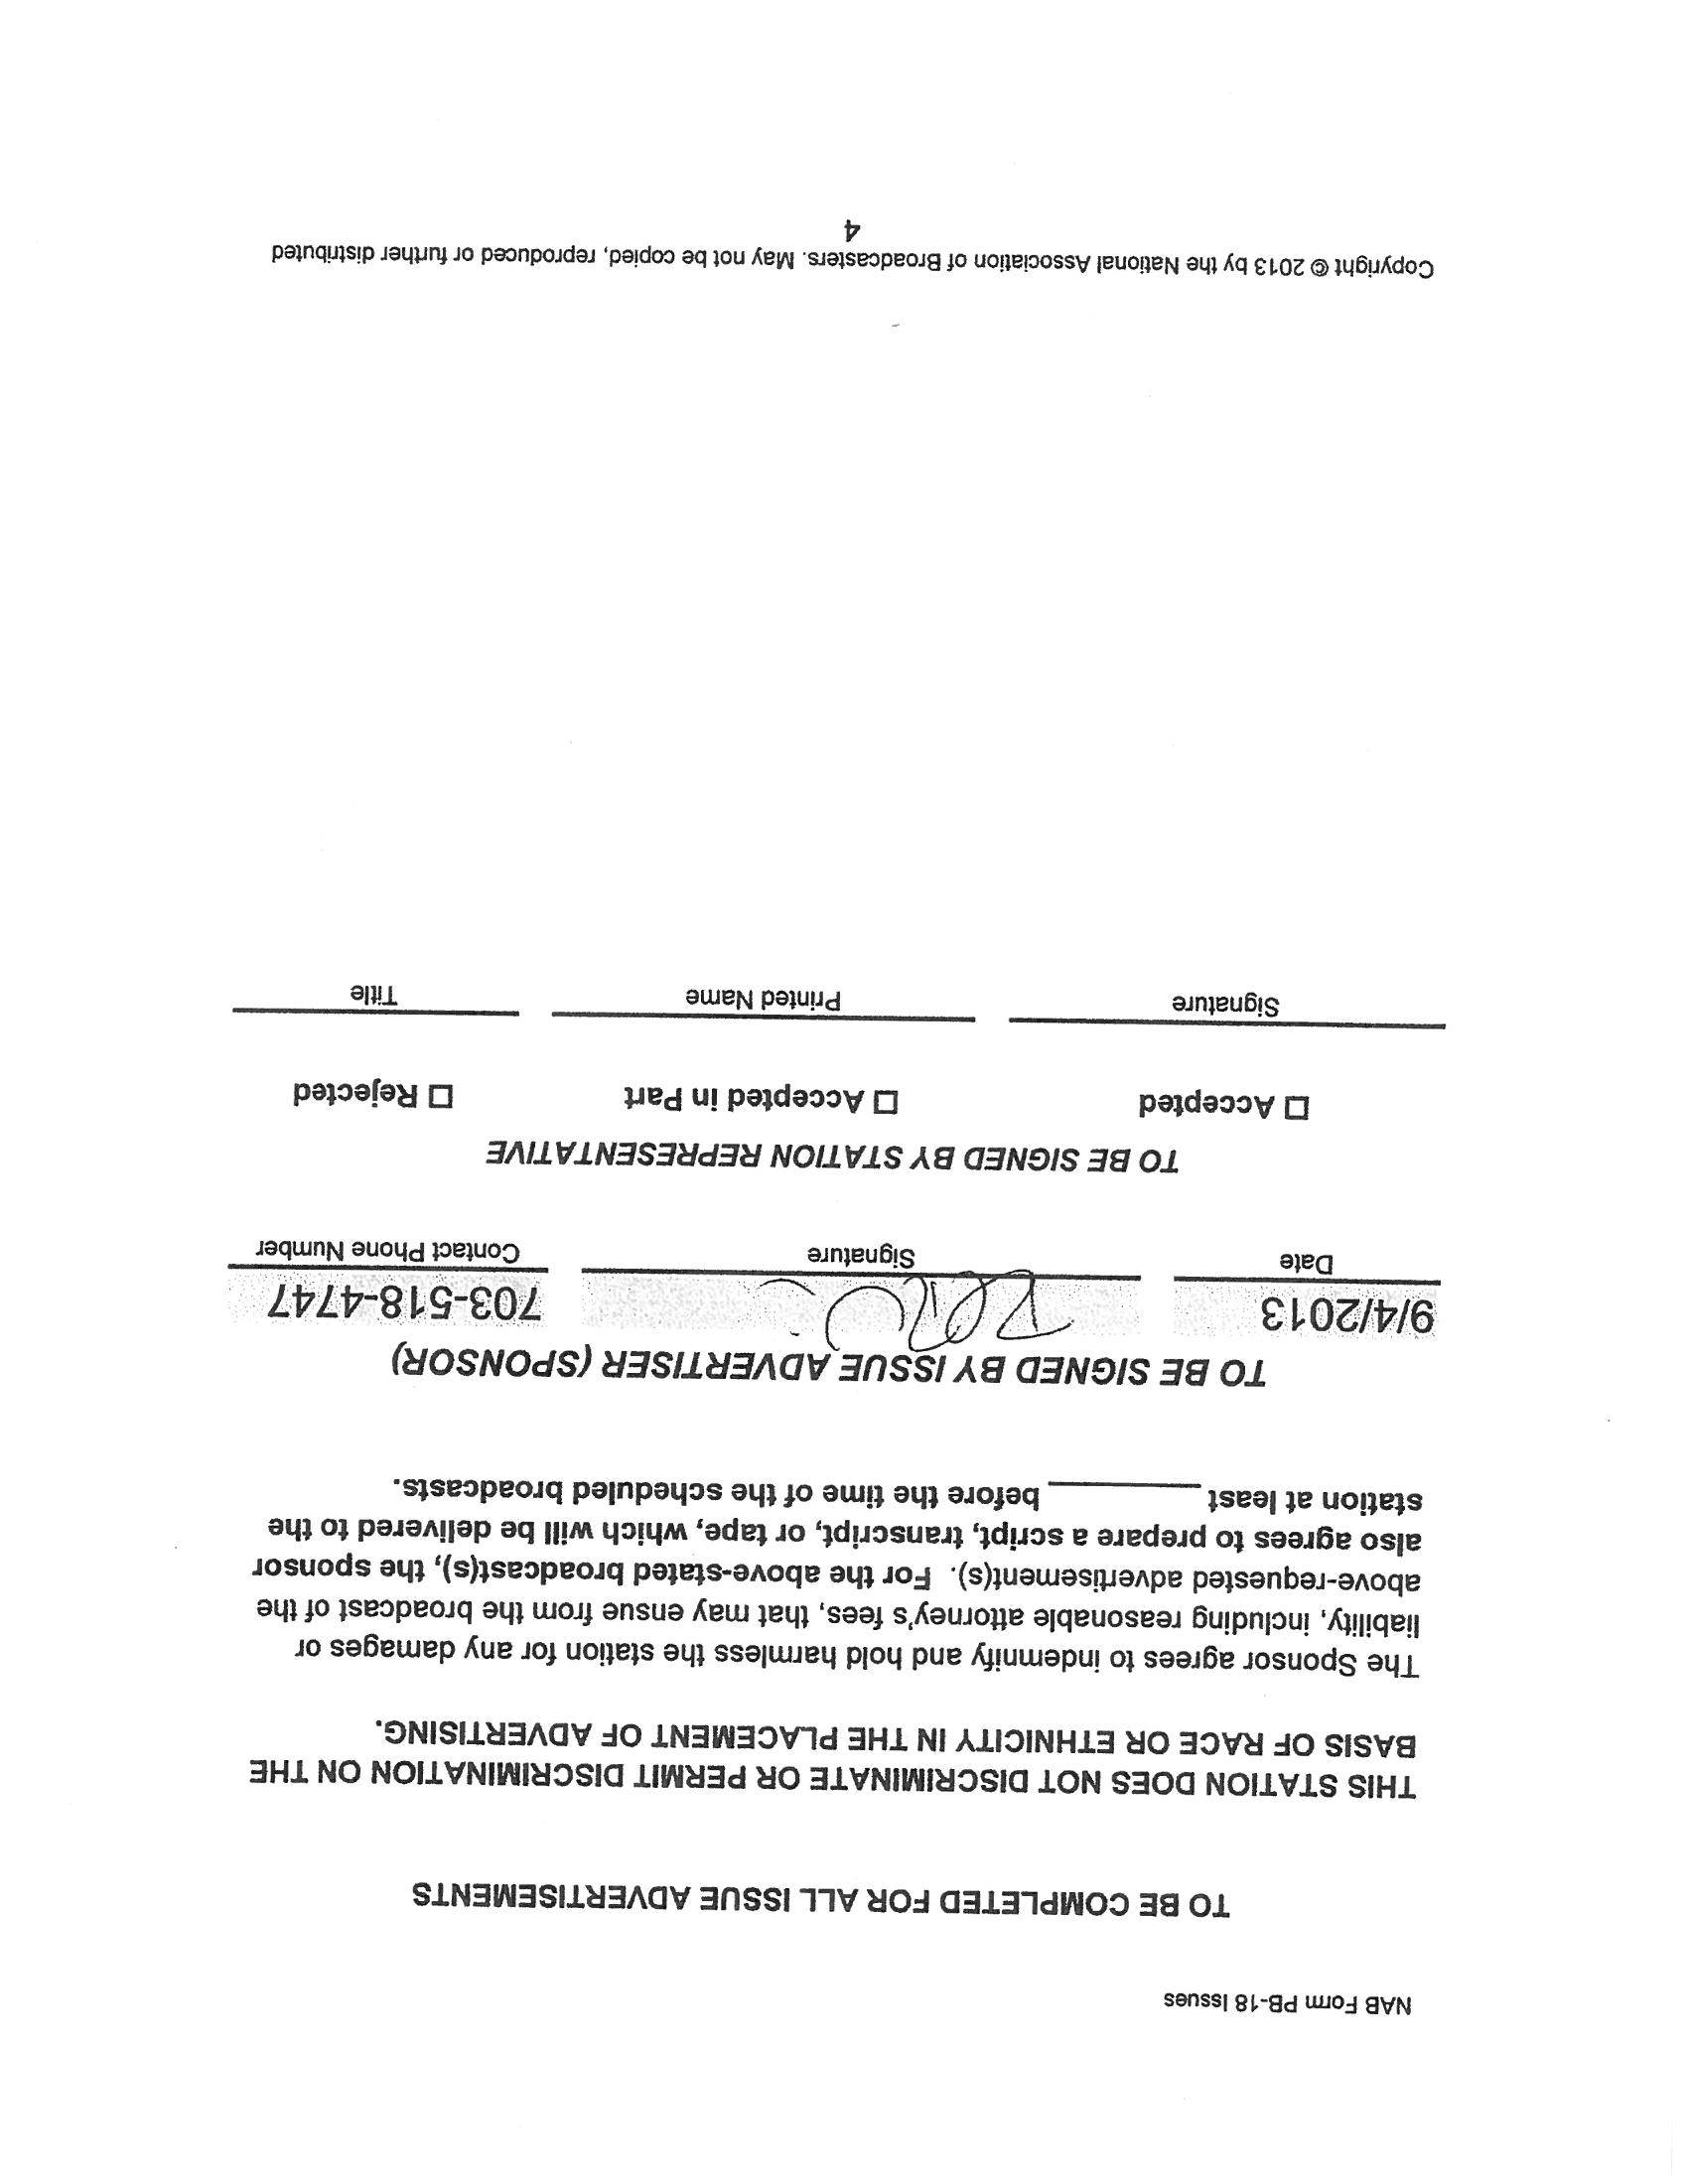 NAB Form PB-18 Issues
TO BE COMPLETED FOR ALL ISSUE ADVERTISEMENTS
THIS STATION DOES NOT DISCRIMINATE OR PERMIT DISCRIMINATION ON THE
BASIS OF RACE OR ETHNICITY IN THE PLACEMENT OF ADVERTISING.
The Sponsor agrees to indemnify and hold harmless the station for any damages or
liability, including reasonable attorney's fees, that may ensue from the broadcast of the
above-requested advertisement(s). For the above-stated broadcast(s), the sponsor
also agrees to prepare a script, transcript, or tape, which will be delivered to the
station at least ________ before the time of the scheduled broadcasts.
TO BE SIGNED BY ISSUE ADVERTISER (SPONSOR)
9/4/2013 703-518-4747
Date Signature Contact Phone Number
TO BE SIGNED BY STATION REPRESENTATIVE
☐ Accepted ☐ Accepted in Part ☐ Rejected
Signature Printed Name Title
Copyright © 2013 by the National Association of Broadcasters. May not be copied, reproduced or further distributed
4